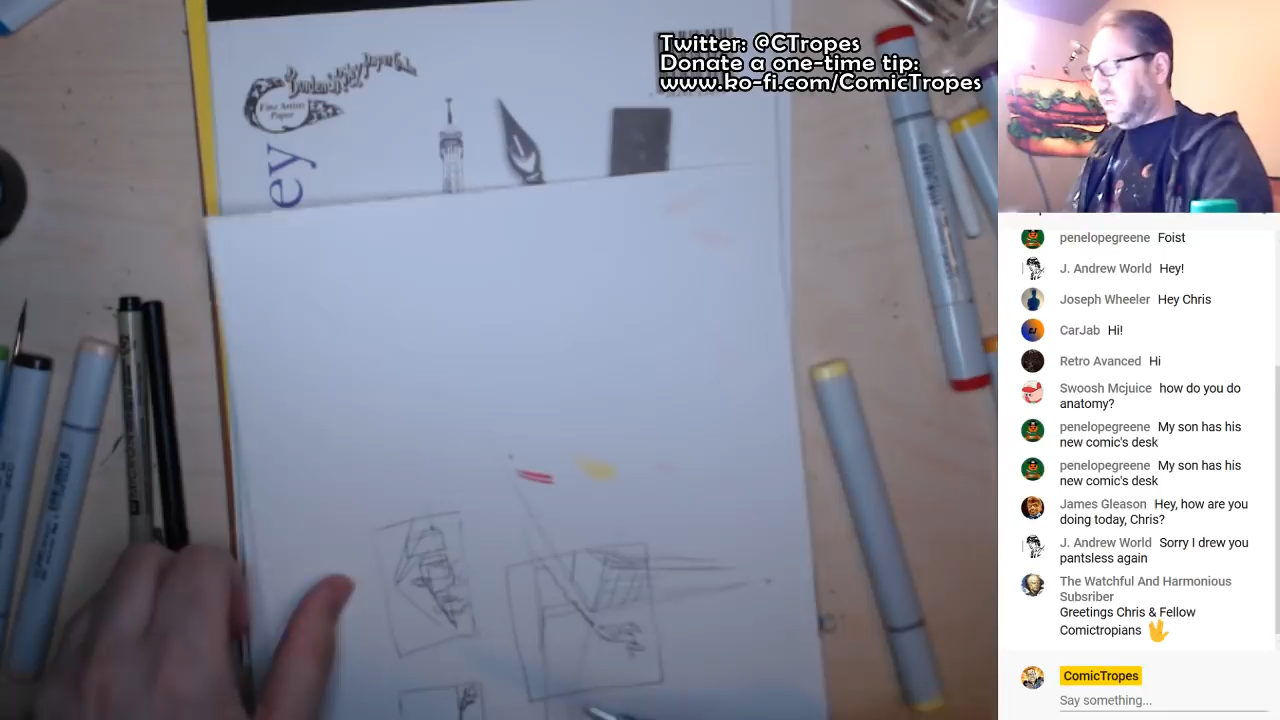 Twitter: @CTropes
Donate a one-time tip:
www.ko-fi.com/ComicTropes
Fine Artist
Paper
ey
penelopegreene Foist
J. Andrew World Hey!
Joseph Wheeler Hey Chris
CarJab Hi!
Retro Avanced Hi
Swoosh Mcjuice how do you do
anatomy?
penelopegreene My son has his
new comic's desk
penelopegreene My son has his
new comic's desk
James Gleason Hey, how are you
doing today, Chris?
J. Andrew World Sorry I drew you
pantsless again
The Watchful And Harmonious
Subsriber
Greetings Chris & Fellow
Comictropians 🖖
ComicTropes
Say something...